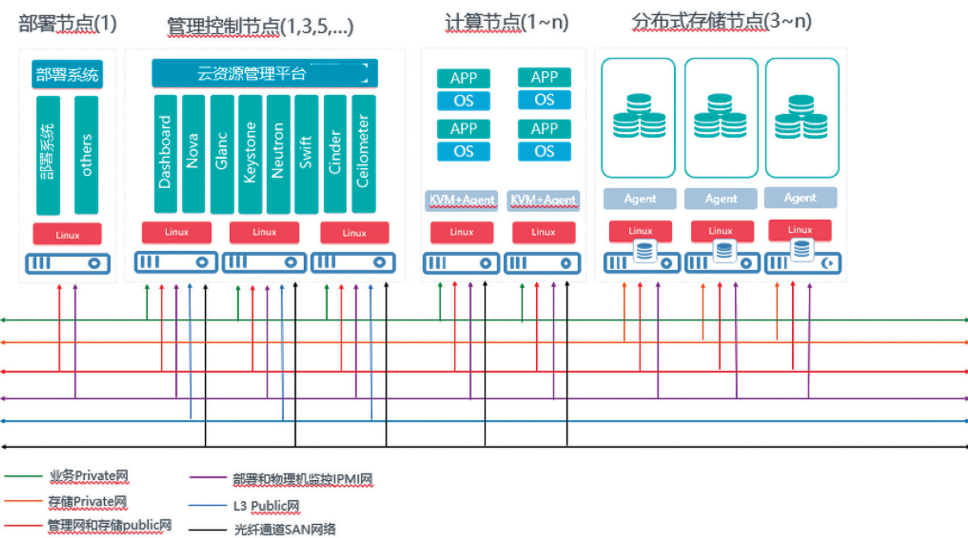 部署节点(1)
管理控制节点(1,3,5,...)
计算节点(1~n)
分布式存储节点(3~n)
部署系统
云资源管理平台
部署系统
others
Dashboard
Nova
Glanc
Keystone
Neutron
Swift
Cinder
Ceilometer
APP
APP
OS
OS
APP
APP
OS
OS
KVM+Agent
KVM+Agent
Agent
Agent
Agent
Linux
Linux
Linux
Linux
Linux
Linux
Linux
Linux
Linux
业务Private网
部署和物理机监控IPMI网
存储Private网
L3 Public网
管理网和存储public网
光纤通道SAN网络